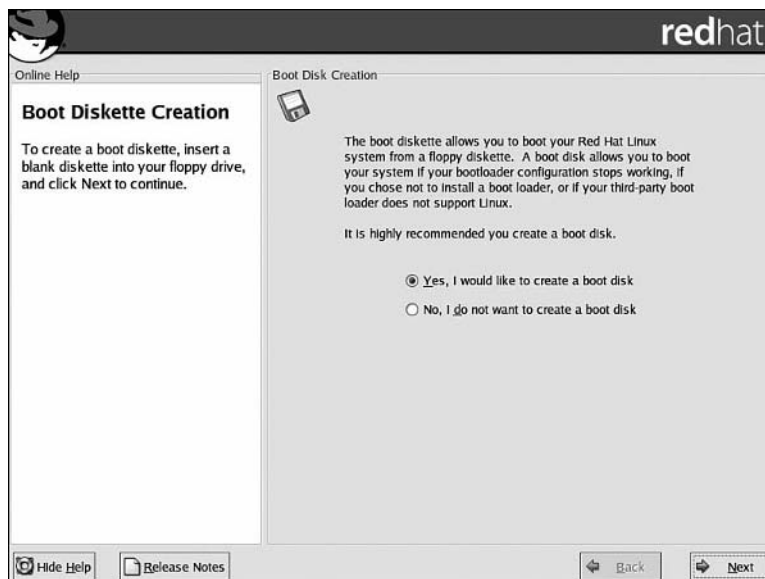 redhat
Online Help
Boot Diskette Creation
To create a boot diskette, insert a
blank diskette into your floppy drive,
and click Next to continue.
Boot Disk Creation
The boot diskette allows you to boot your Red Hat Linux
system from a floppy diskette. A boot disk allows you to boot
your system if your bootloader configuration stops working, if
you chose not to install a boot loader, or if your third-party boot
loader does not support Linux.
It is highly recommended you create a boot disk.
Yes, I would like to create a boot disk
No, I do not want to create a boot disk
Hide Help
Release Notes
Back
Next